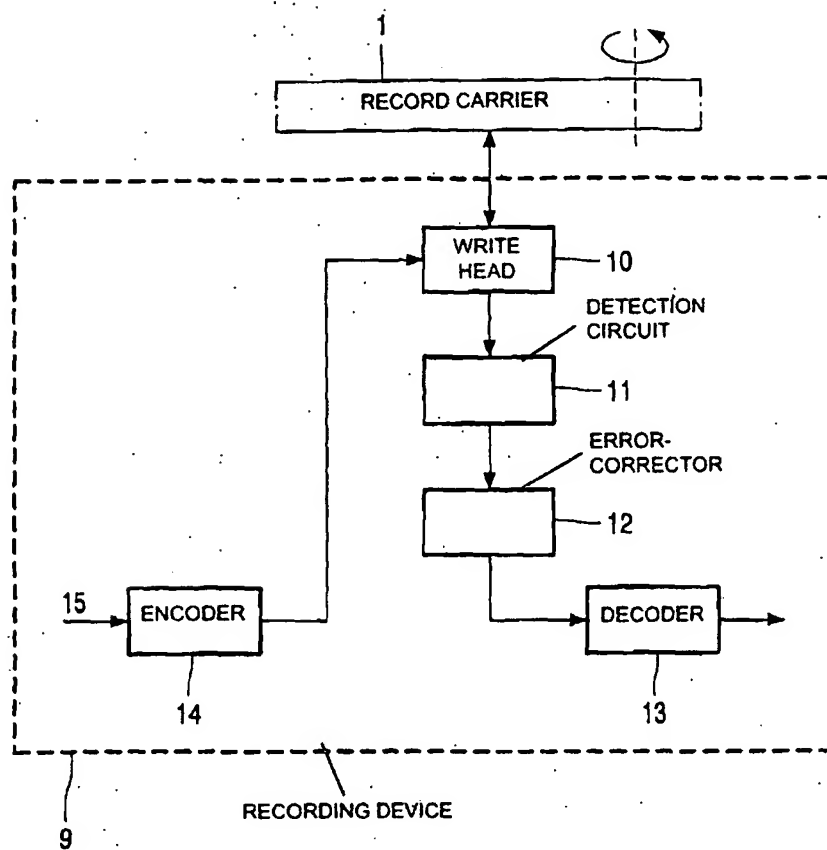 1
RECORD CARRIER
WRITE
HEAD
10
DETECTION
CIRCUIT
11
ERROR-
CORRECTOR
12
15
ENCODER
DECODER
14
13
RECORDING DEVICE
9